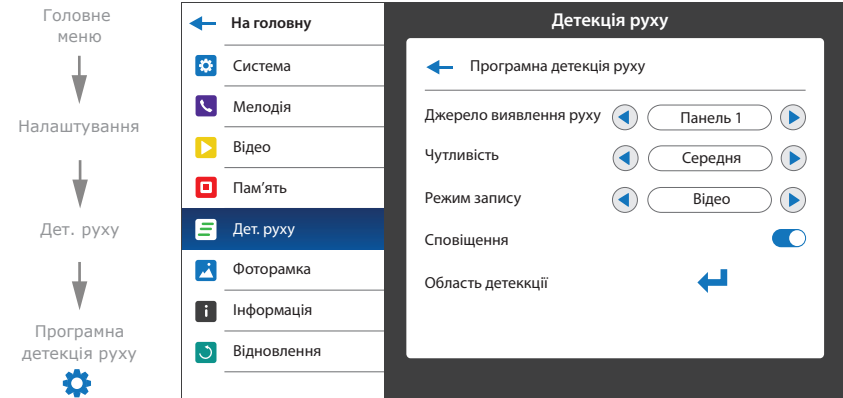 Головне
меню
Налаштування
Дет. руху
Програмна
детекція руху
На головну
Система
Мелодія
Відео
Пам'ять
Дет. руху
Фоторамка
Інформація
Відновлення
Детекція руху
Програмна детекція руху
Джерело виявлення руху Панель 1
Чутливість Середня
Режим запису Відео
Сповіщення
Область детеккції